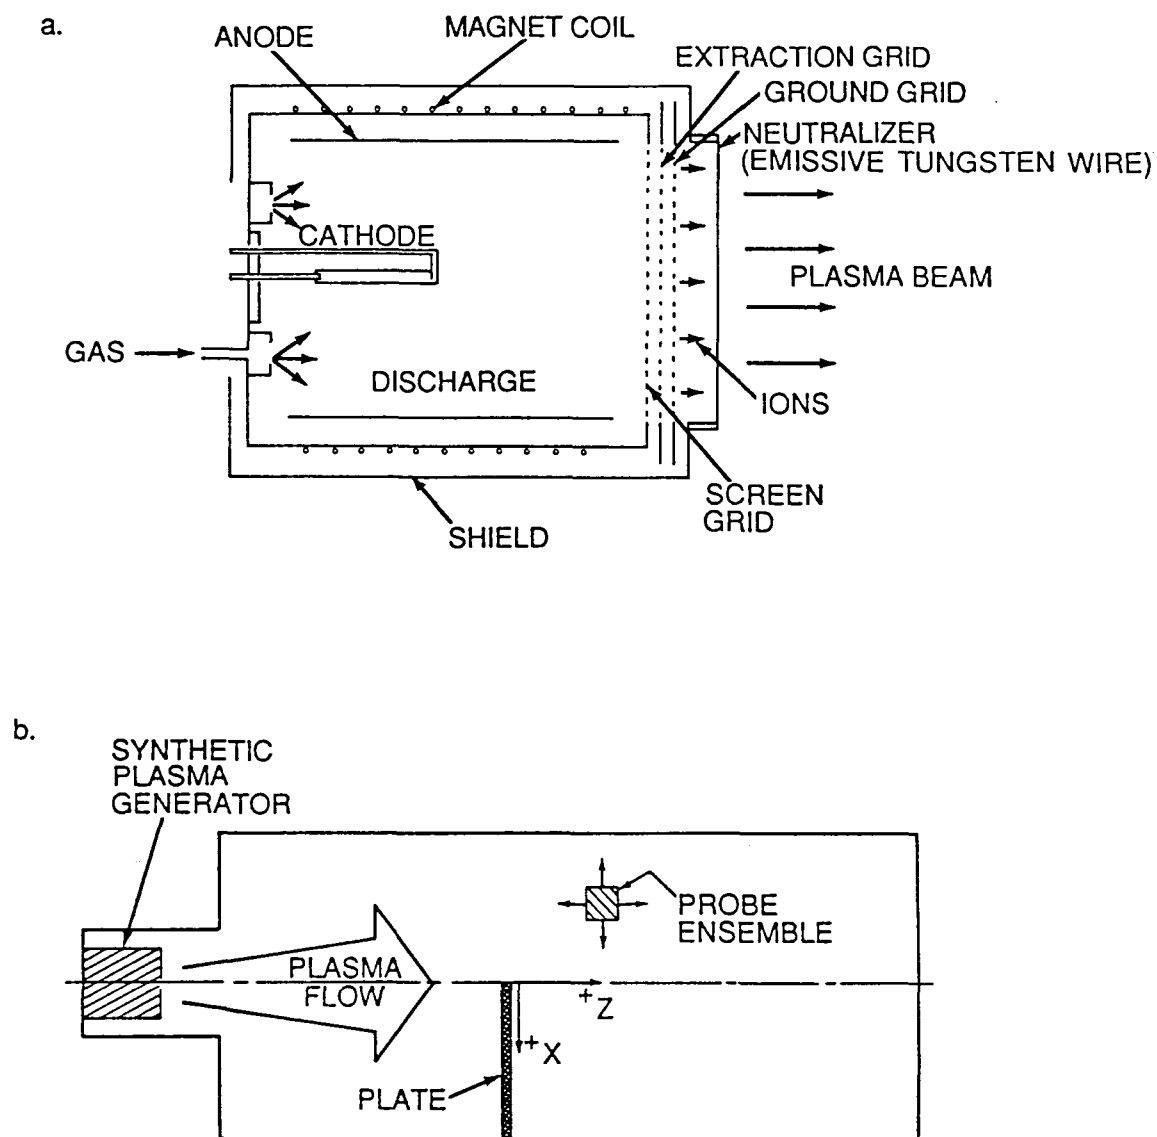 a.
ANODE
MAGNET COIL
EXTRACTION GRID
GROUND GRID
NEUTRALIZER
(EMISSIVE TUNGSTEN WIRE)
CATHODE
PLASMA BEAM
GAS
DISCHARGE
IONS
SCREEN
GRID
SHIELD
b.
SYNTHETIC
PLASMA
GENERATOR
PROBE
ENSEMBLE
PLASMA
FLOW
+Z
+X
PLATE